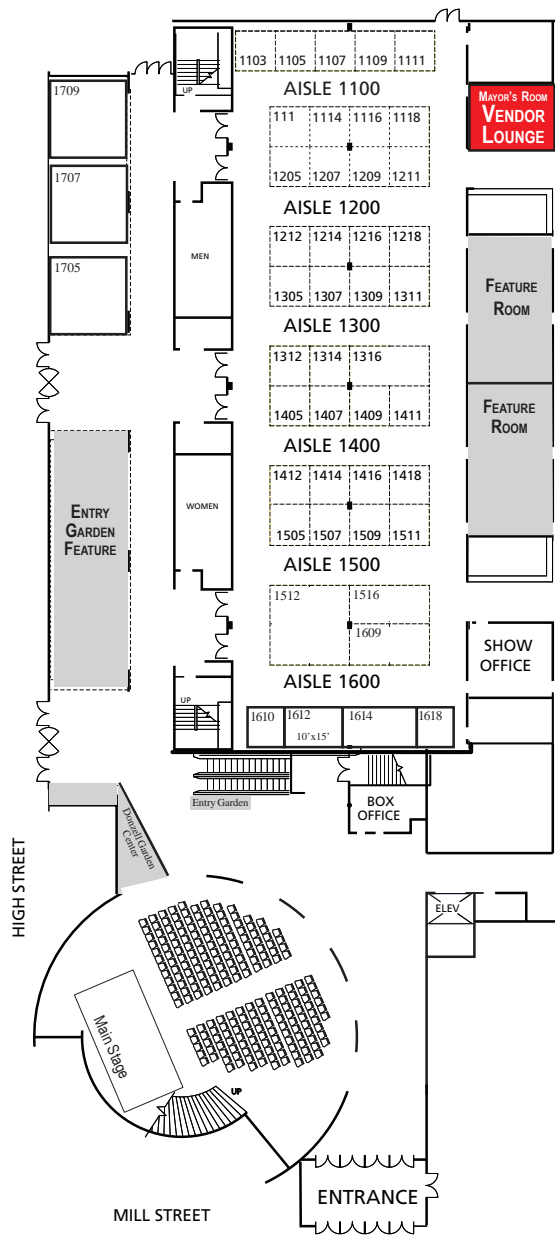 1103 1105 1107 1109 1111
UP
AISLE 1100
MAYOR'S ROOM
VENDOR
LOUNGE
1709
111 1114 1116 1118
1205 1207 1209 1211
1707
AISLE 1200
1212 1214 1216 1218
MEN
1705
1305 1307 1309 1311
FEATURE
ROOM
AISLE 1300
1312 1314 1316
1405 1407 1409 1411
FEATURE
ROOM
AISLE 1400
1412 1414 1416 1418
WOMEN
ENTRY
GARDEN
FEATURE
1505 1507 1509 1511
AISLE 1500
1512 1516
1609
SHOW
OFFICE
AISLE 1600
UP
1610 1612 1614 1618
10'x15'
Entry Garden
BOX
OFFICE
Donzell Garden
Center
HIGH STREET
ELEV
Main Stage
UP
ENTRANCE
MILL STREET